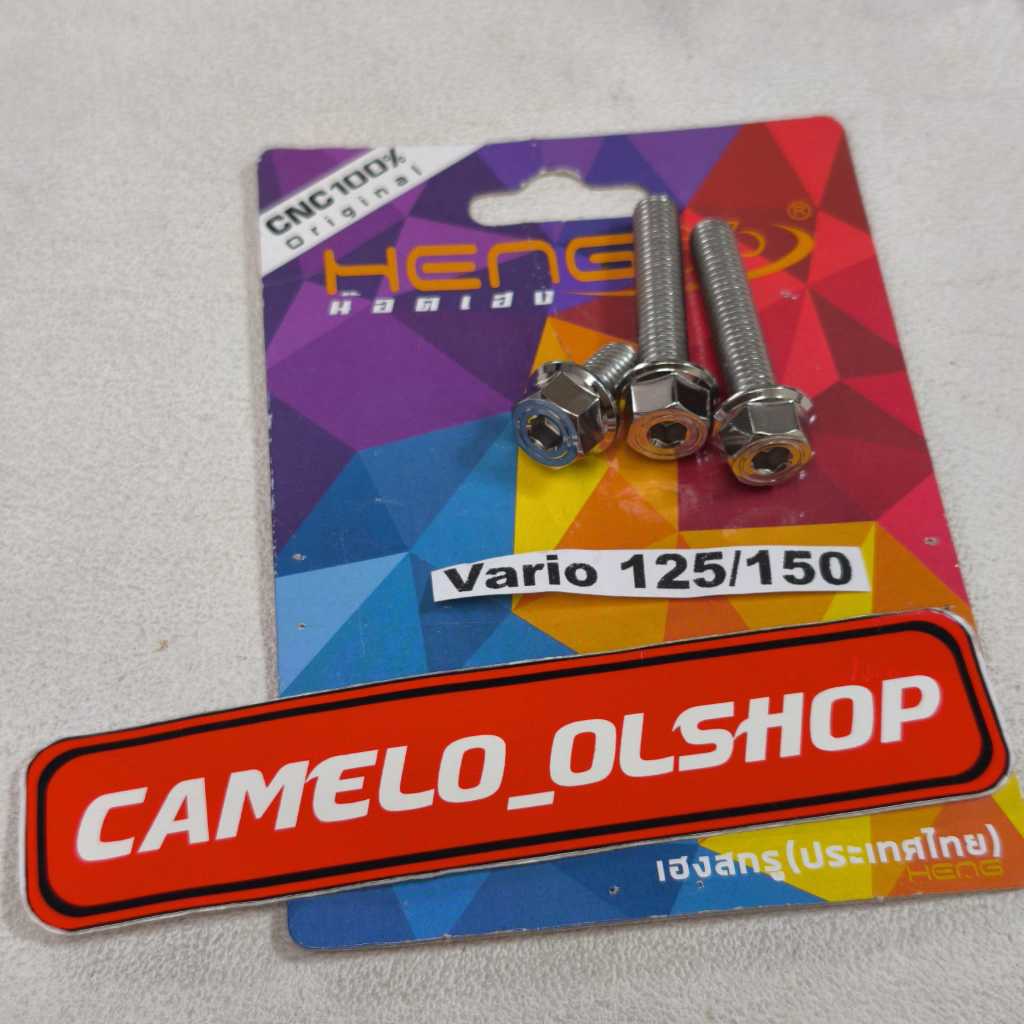 CNC100%
Original
HENG
®
น๊อตเฮง
Vario 125/150
CAMELO_OLSHOP
เฮงสกรู(ประเทศไทย)
HENG